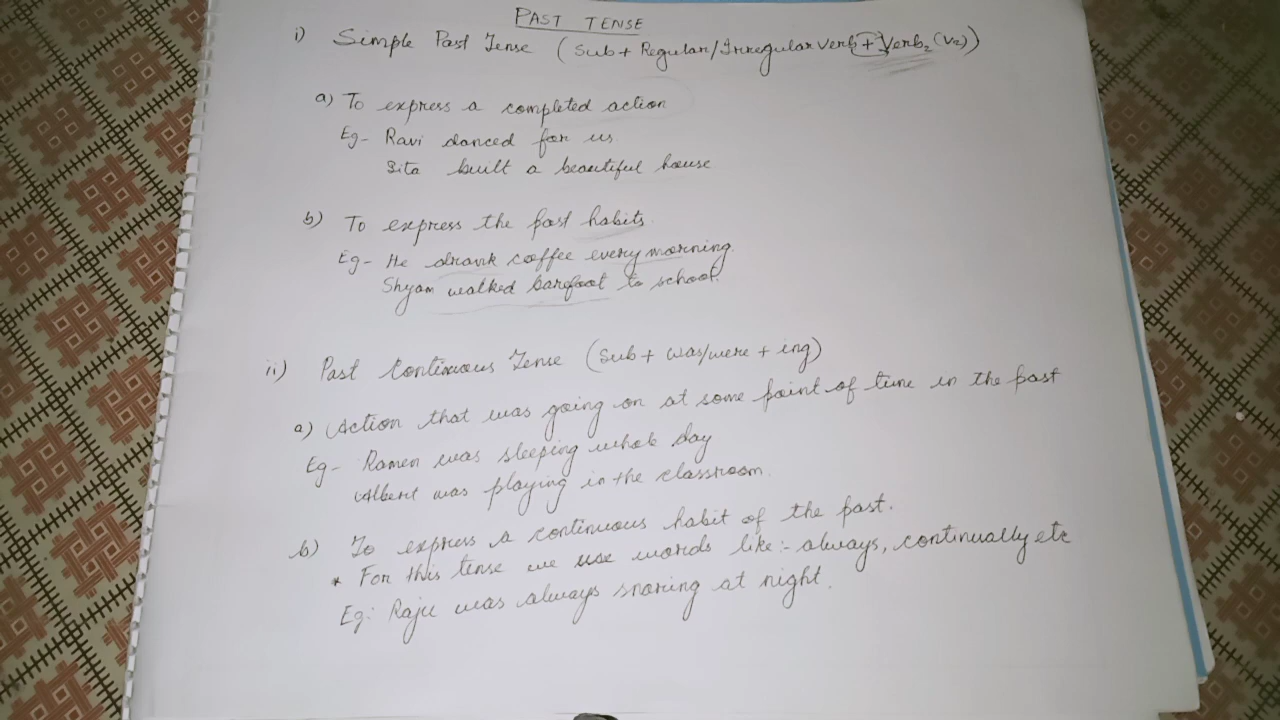 PAST TENSE
i) Simple Past Tense (Sub + Regular/Irregular Verb + Verb₂ (V₂))
a) To express a completed action
Eg- Ravi danced for us.
Sita built a beautiful house
b) To express the past habits.
Eg- He drank coffee every morning.
Shyam walked barefoot to school.
ii) Past Continuous Tense (Sub + was/were + ing)
a) Action that was going on at some point of time in the past
Eg- Ramen was sleeping whole day
Albert was playing in the classroom.
b) To express a continuous habit of the past.
* For this tense we use words like:- always, continually etc
Eg: Raju was always snoring at night.